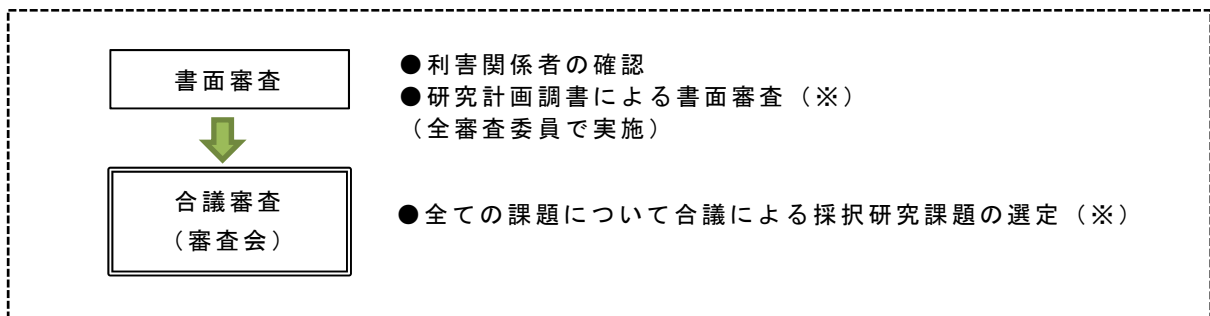 書面審査
●利害関係者の確認
●研究計画調書による書面審査（※）
（全審査委員で実施）
合議審査
（審査会）
●全ての課題について合議による採択研究課題の選定（※）